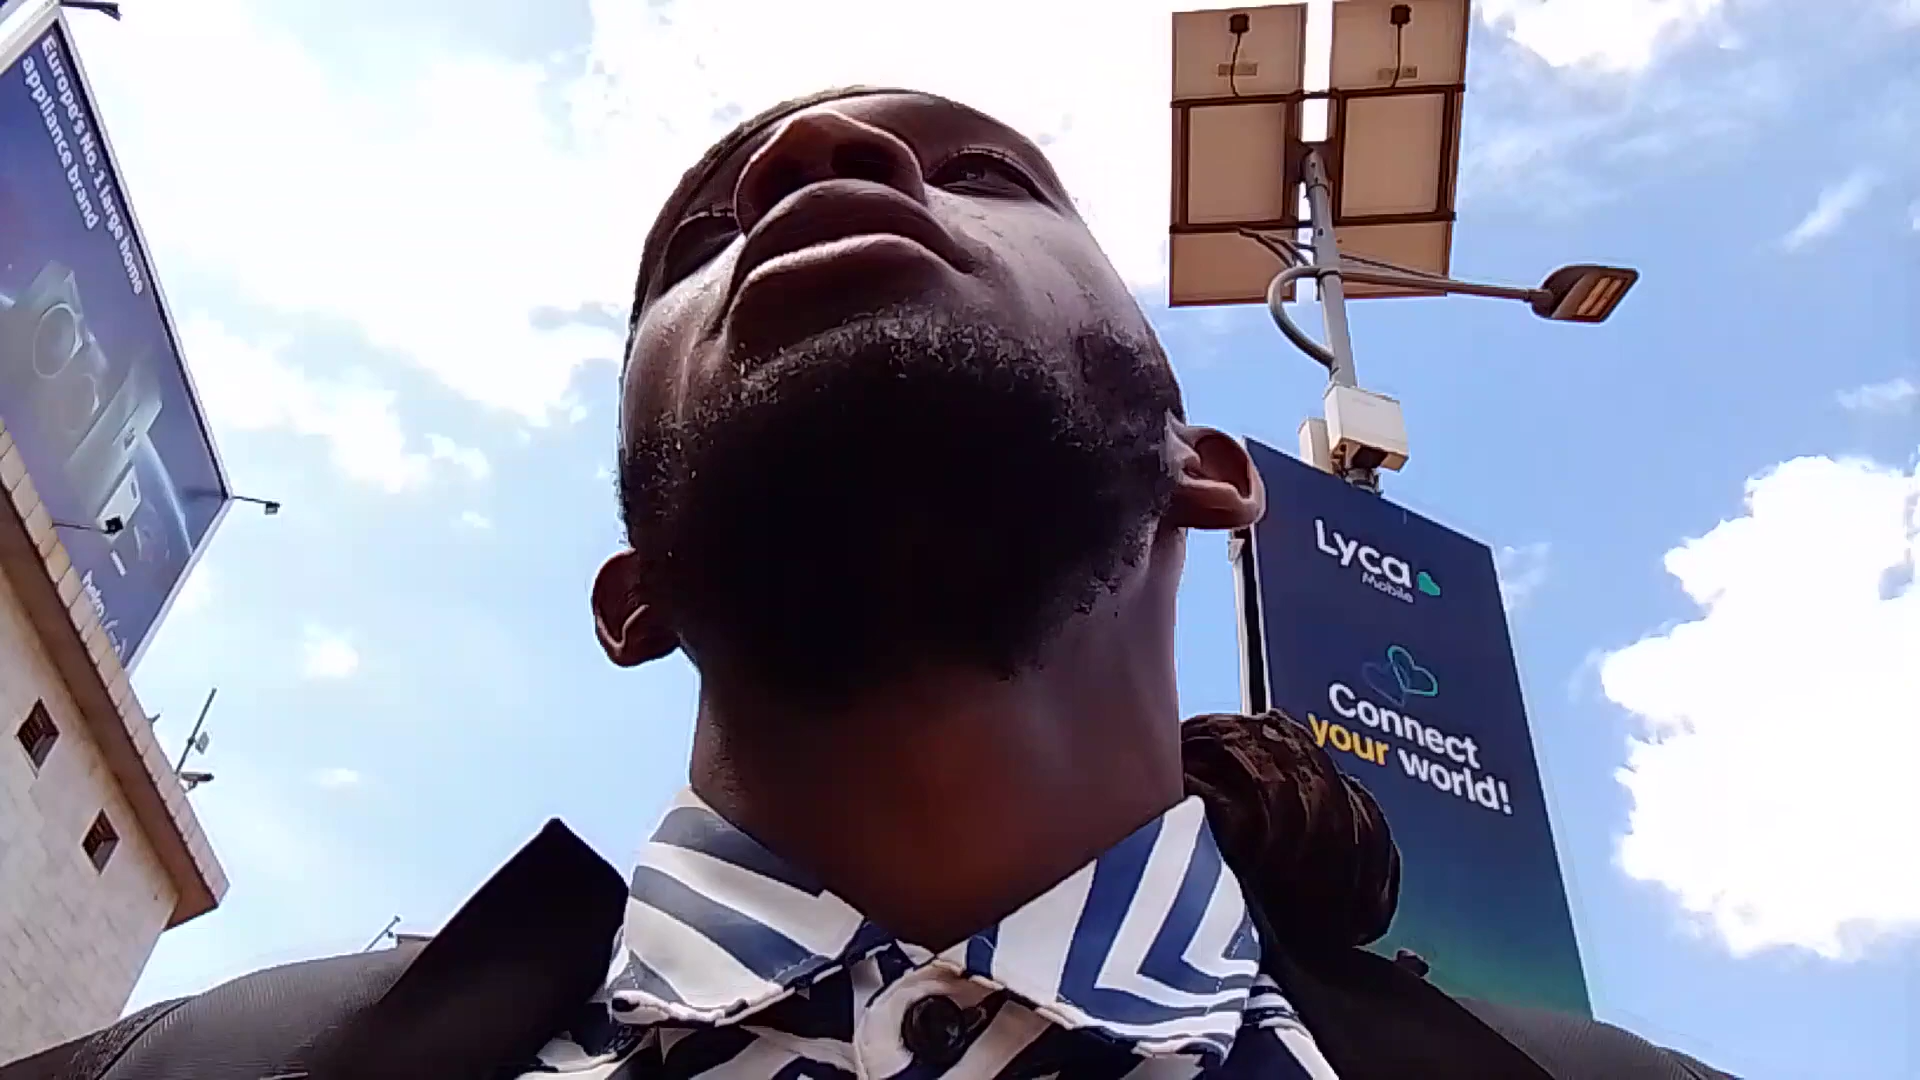 Europe's No. 1 large home
appliance brand
Lyca
Mobile
Connect
your world!